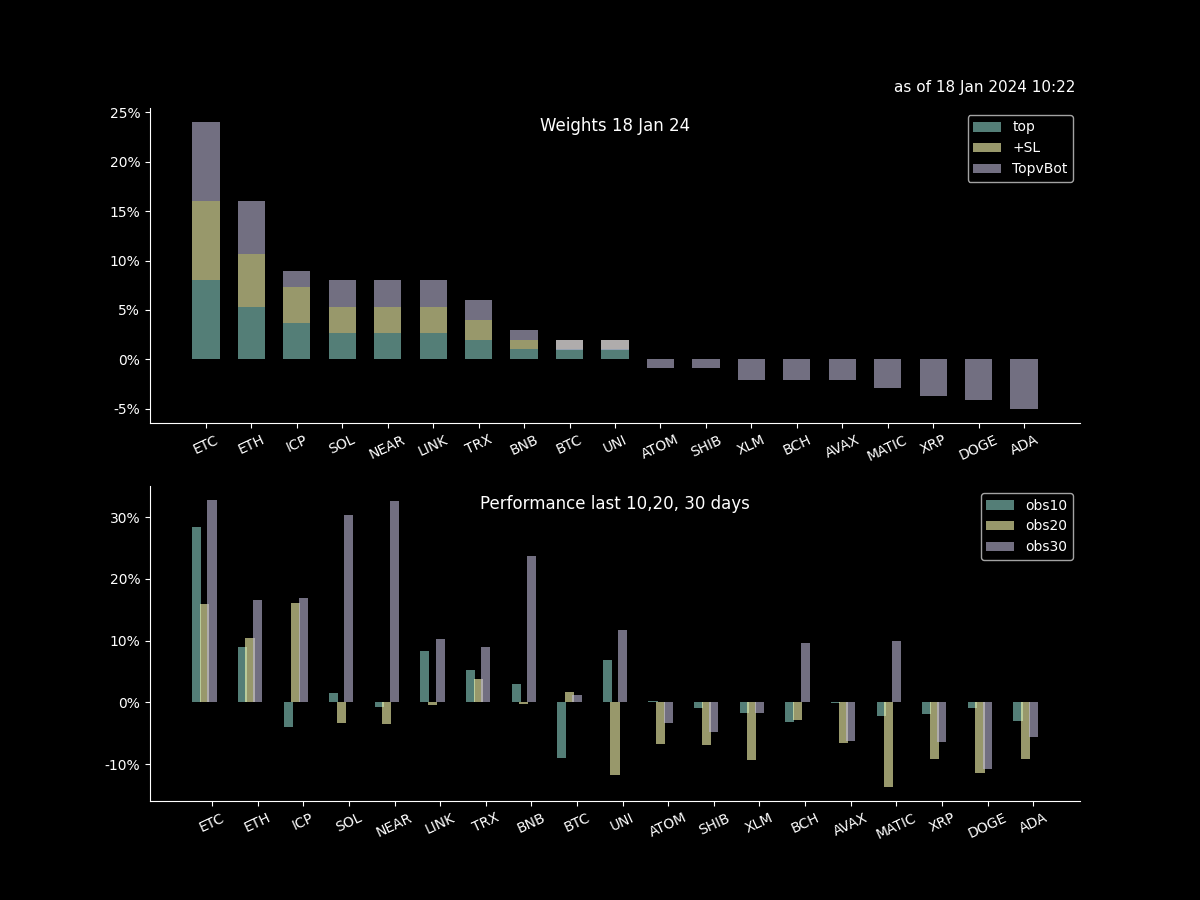 as of 18 Jan 2024 10:22
Weights 18 Jan 24
top
+SL
TopvBot
25%
20%
15%
10%
5%
0%
-5%
ETC ETH ICP SOL NEAR LINK TRX BNB BTC UNI ATOM SHIB XLM BCH AVAX MATIC XRP DOGE ADA
Performance last 10,20, 30 days
obs10
obs20
obs30
30%
20%
10%
0%
-10%
ETC ETH ICP SOL NEAR LINK TRX BNB BTC UNI ATOM SHIB XLM BCH AVAX MATIC XRP DOGE ADA